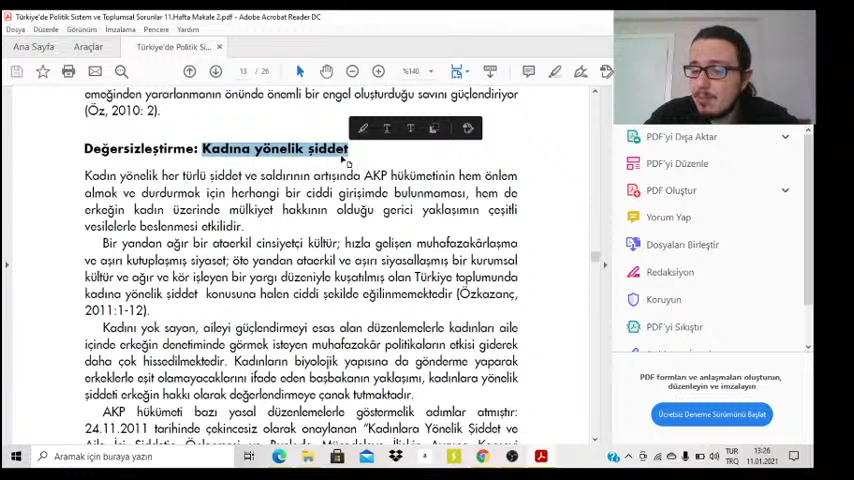 Türkiye'de Politik Sistem ve Toplumsal Sorunlar 11.Hafta Makale 2.pdf - Adobe Acrobat Reader DC
Dosya Düzenle Görünüm İmzalama Pencere Yardım
Ana Sayfa Araçlar Türkiye'de Politik Si... ×
13 / 26 %140
emeğinden yararlanmanın önünde önemli bir engel oluşturduğu savını güçlendiriyor
(Öz, 2010: 2).
Değersizleştirme: Kadına yönelik şiddet
Kadın yönelik her türlü şiddet ve saldırının artışında AKP hükümetinin hem önlem
almak ve durdurmak için herhangi bir ciddi girişimde bulunmaması, hem de
erkeğin kadın üzerinde mülkiyet hakkının olduğu gerici yaklaşımın çeşitli
vesilelerle beslenmesi etkilidir.
Bir yandan ağır bir ataerkil cinsiyetçi kültür; hızla gelişen muhafazakârlaşma
ve aşırı kutuplaşmış siyaset; öte yandan ataerkil ve aşırı siyasallaşmış bir kurumsal
kültür ve ağır ve kör işleyen bir yargı düzeniyle kuşatılmış olan Türkiye toplumunda
kadına yönelik şiddet konusuna halen ciddi şekilde eğilinmemektedir (Özkazanç,
2011:1-12).
Kadını yok sayan, aileyi güçlendirmeyi esas alan düzenlemelerle kadınları aile
içinde erkeğin denetiminde görmek isteyen muhafazakâr politikaların etkisi giderek
daha çok hissedilmektedir. Kadınların biyolojik yapısına da gönderme yaparak
erkeklerle eşit olamayacaklarını ifade eden başbakanın yaklaşımı, kadınlara yönelik
şiddeti erkeğin hakkı olarak değerlendirmeye çanak tutmaktadır.
AKP hükümeti bazı yasal düzenlemelerle göstermelik adımlar atmıştır:
24.11.2011 tarihinde çekincesiz olarak onaylanan “Kadınlara Yönelik Şiddet ve
PDF'yi Dışa Aktar
PDF'yi Düzenle
PDF Oluştur
Yorum Yap
Dosyaları Birleştir
Redaksiyon
Koruyun
PDF'yi Sıkıştır
PDF formları ve anlaşmaları oluşturun,
düzenleyin ve imzalayın
Ücretsiz Deneme Sürümünü Başlat
Aramak için buraya yazın
TUR
TRQ
13:26
11.01.2021